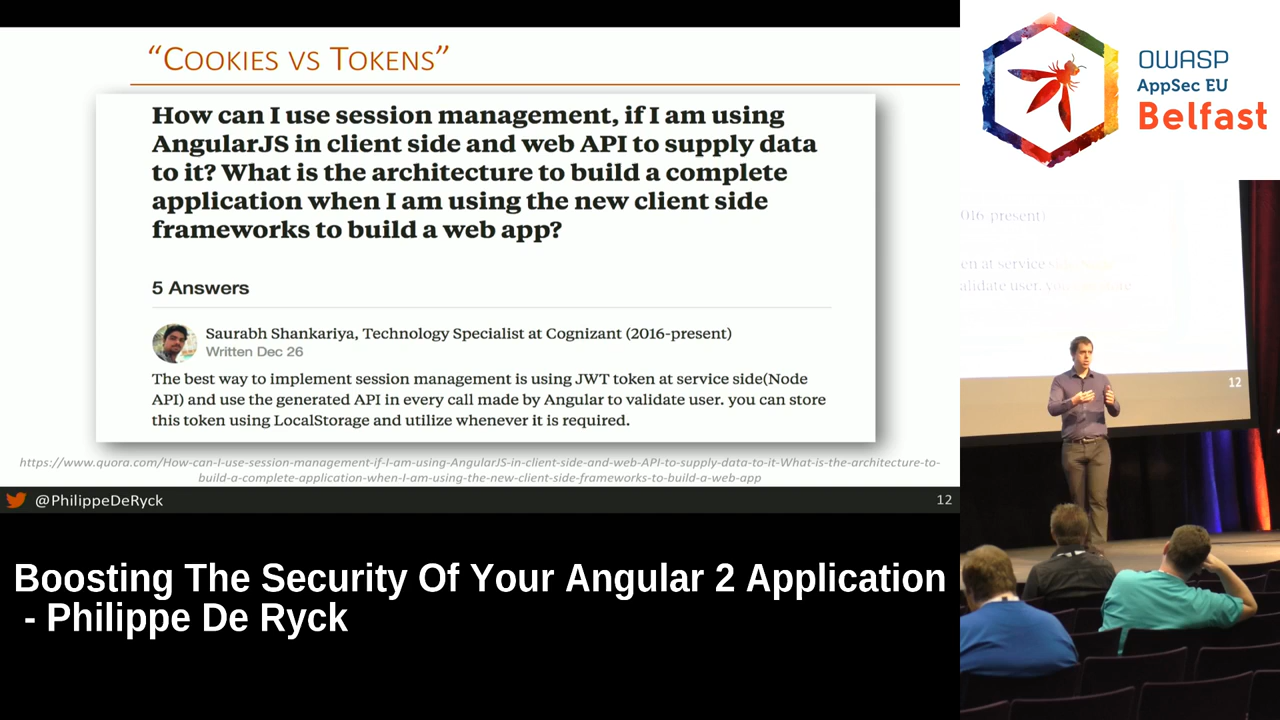 “COOKIES VS TOKENS”
How can I use session management, if I am using
AngularJS in client side and web API to supply data
to it? What is the architecture to build a complete
application when I am using the new client side
frameworks to build a web app?
5 Answers
Saurabh Shankariya, Technology Specialist at Cognizant (2016-present)
Written Dec 26
The best way to implement session management is using JWT token at service side(Node
API) and use the generated API in every call made by Angular to validate user. you can store
this token using LocalStorage and utilize whenever it is required.
https://www.quora.com/How-can-I-use-session-management-if-I-am-using-AngularJS-in-client-side-and-web-API-to-supply-data-to-it-What-is-the-architecture-to-
build-a-complete-application-when-I-am-using-the-new-client-side-frameworks-to-build-a-web-app
@PhilippeDeRyck
12
Boosting The Security Of Your Angular 2 Application
- Philippe De Ryck
OWASP
AppSec EU
Belfast
016-present)
en at service
alidate user.
12